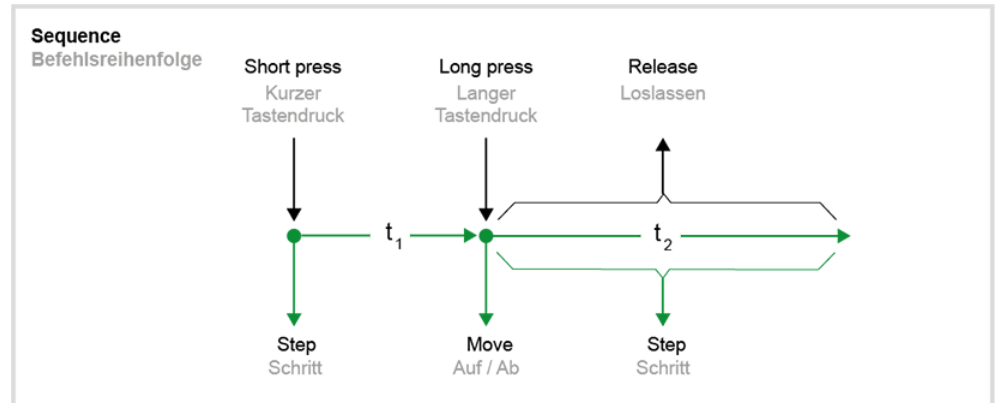 Sequence
Befehlsreihenfolge
Short press
Kurzer
Tastendruck
Long press
Langer
Tastendruck
Release
Loslassen
t1
t2
Step
Schritt
Move
Auf / Ab
Step
Schritt